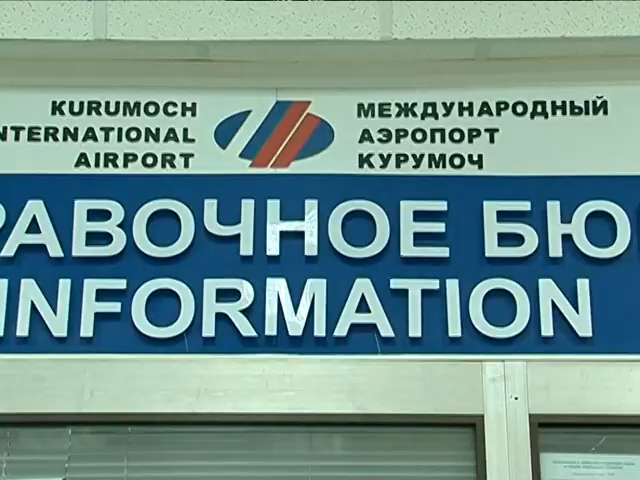 KURUMOCH
NTERNATIONAL
AIRPORT
МЕЖДУНАРОДНЫЙ
АЭРОПОРТ
КУРУМОЧ
РАВОЧНОЕ БЮ
INFORMATION